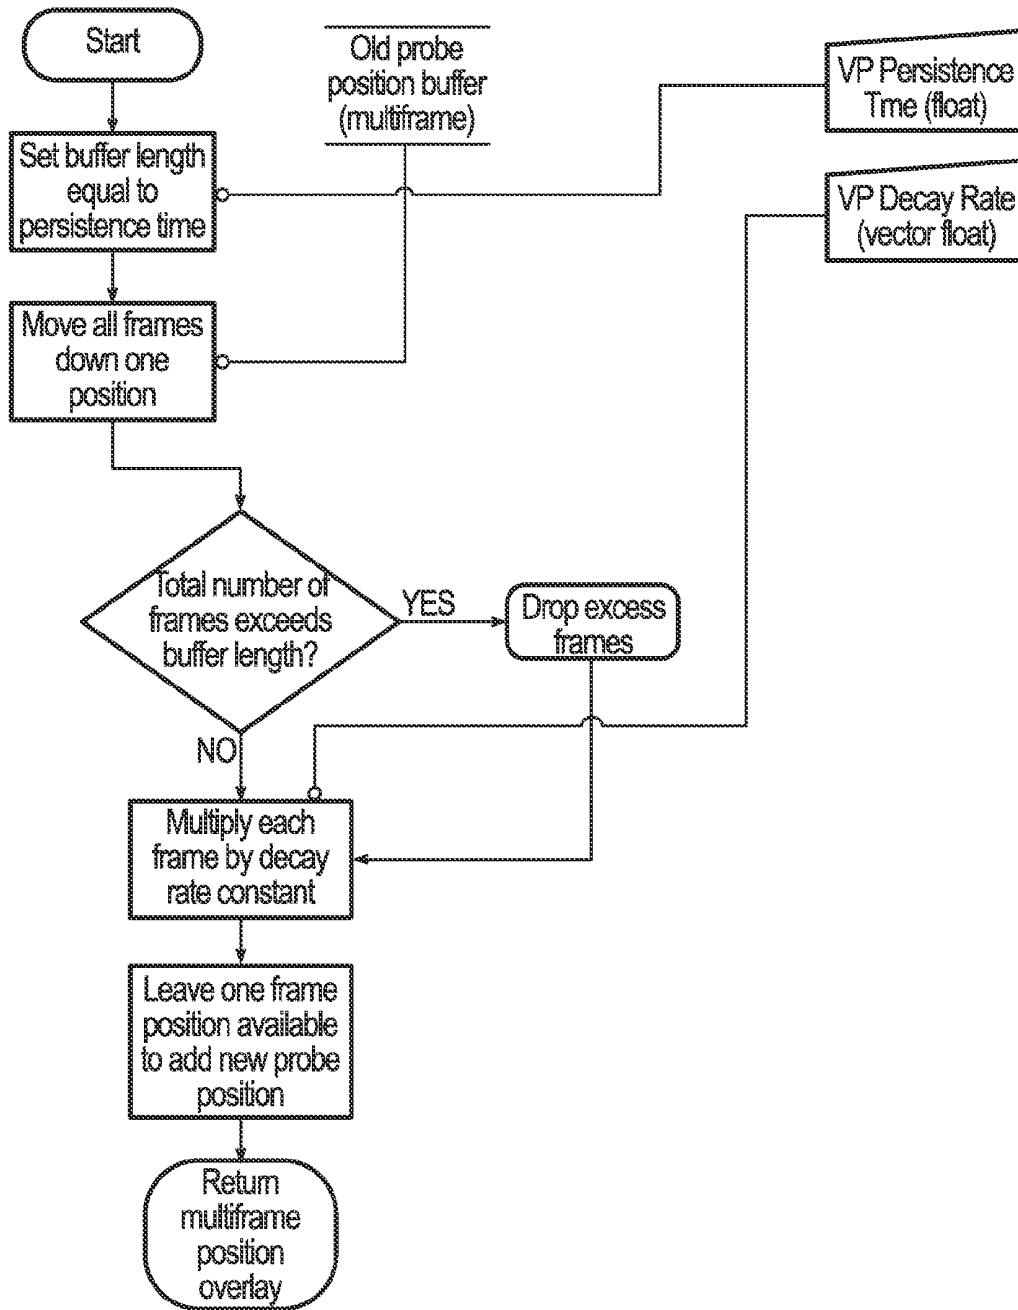 Start
Old probe
position buffer
(multiframe)
VP Persistence
Tme (float)
Set buffer length
equal to
persistence time
VP Decay Rate
(vector float)
Move all frames
down one
position
Total number of
frames exceeds
buffer length?
YES
Drop excess
frames
NO
Multiply each
frame by decay
rate constant
Leave one frame
position available
to add new probe
position
Return
multiframe
position
overlay